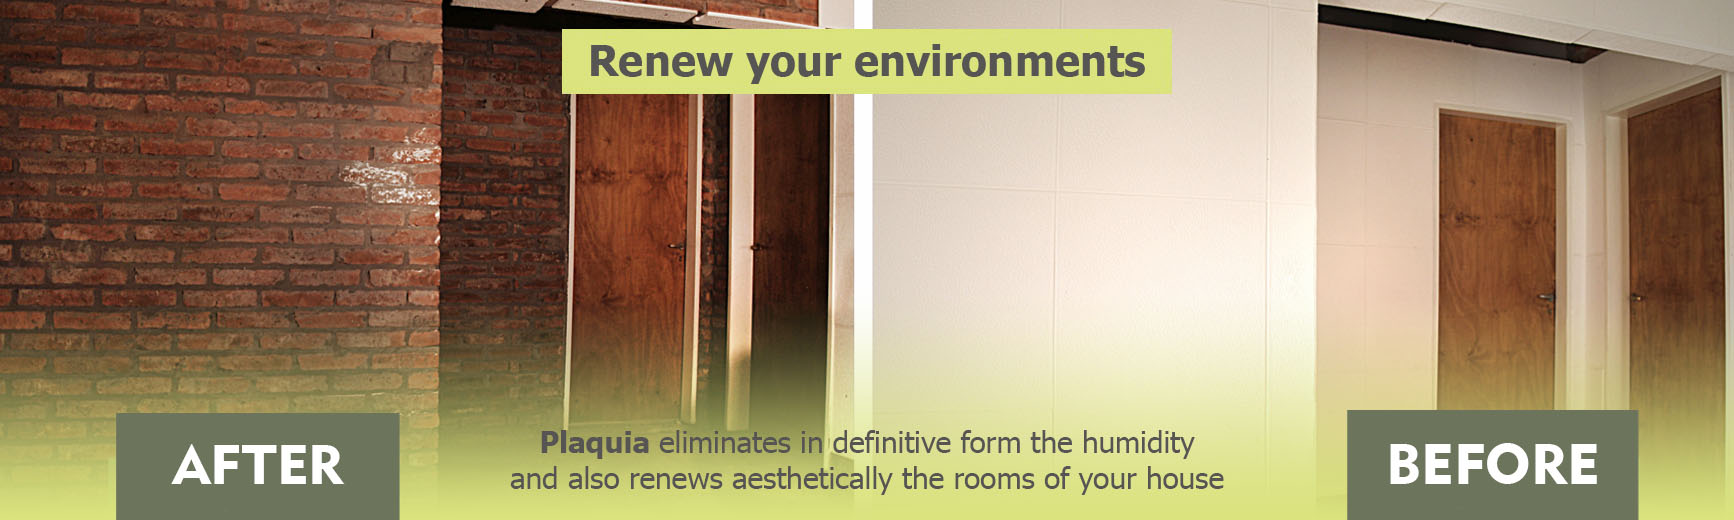 Renew your environments
AFTER
Plaquia eliminates in definitive form the humidity
and also renews aesthetically the rooms of your house
BEFORE